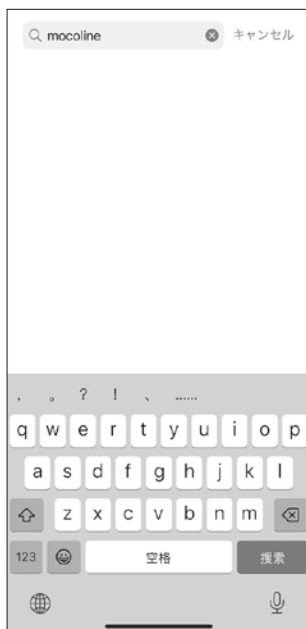 mocoline キャンセル
, 。 ? ! 、 ……
q w e r t y u i o p
a s d f g h j k l
z x c v b n m
123 空格 搜索